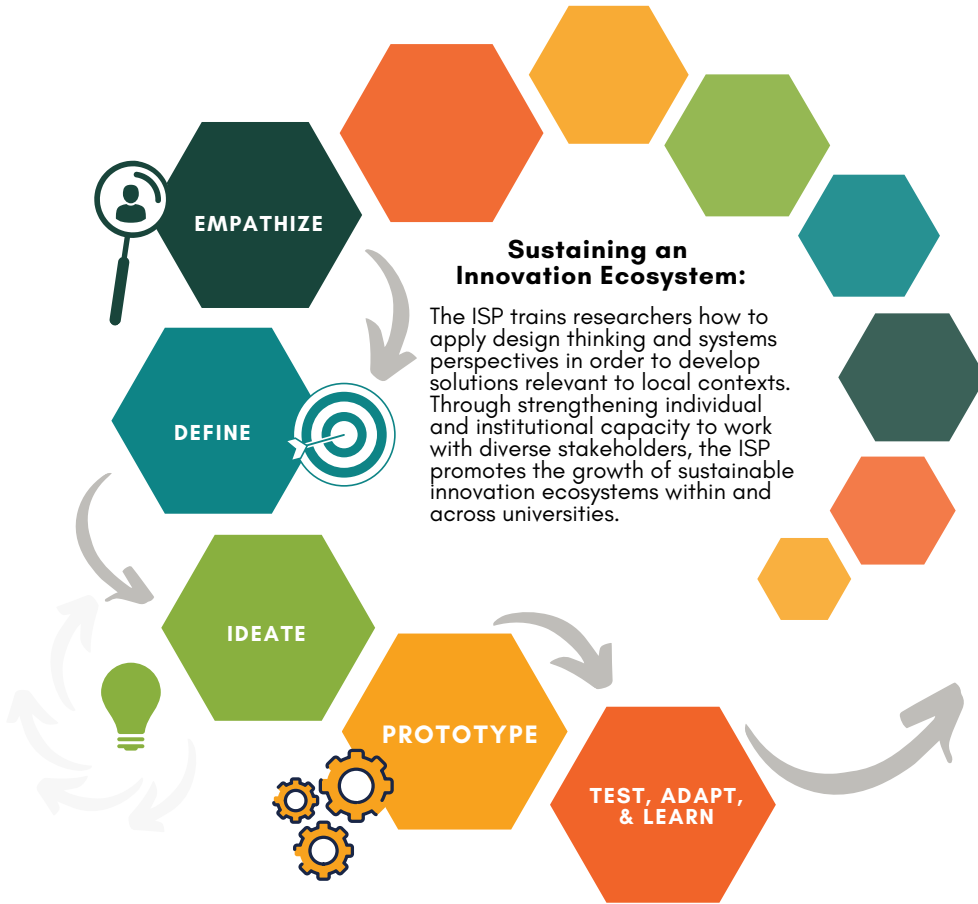 EMPATHIZE
Sustaining an
Innovation Ecosystem:
The ISP trains researchers how to
apply design thinking and systems
perspectives in order to develop
solutions relevant to local contexts.
Through strengthening individual
and institutional capacity to work
with diverse stakeholders, the ISP
promotes the growth of sustainable
innovation ecosystems within and
across universities.
DEFINE
IDEATE
PROTOTYPE
TEST, ADAPT,
& LEARN